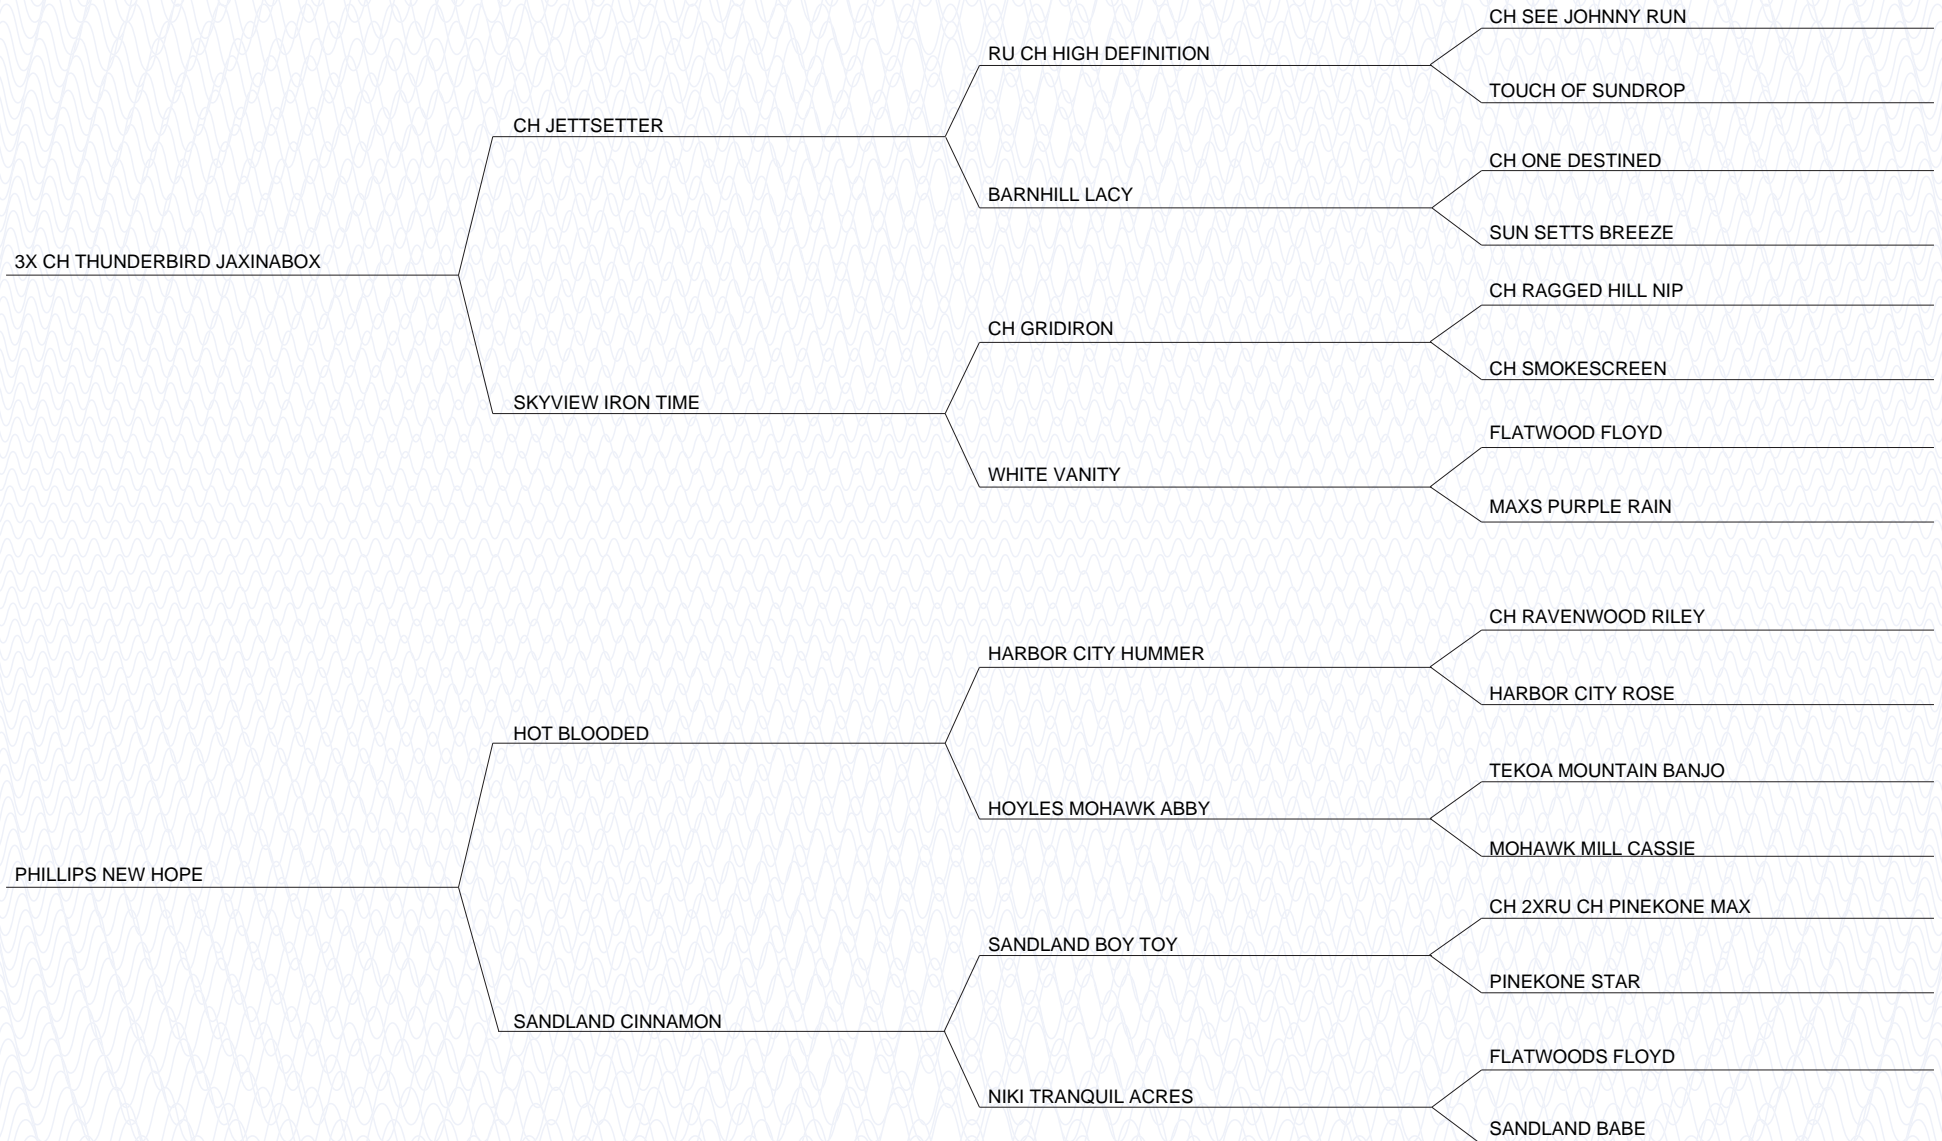 CH SEE JOHNNY RUN
RU CH HIGH DEFINITION
TOUCH OF SUNDROP
CH JETTSETTER
CH ONE DESTINED
BARNHILL LACY
SUN SETTS BREEZE
3X CH THUNDERBIRD JAXINABOX
CH RAGGED HILL NIP
CH GRIDIRON
CH SMOKESCREEN
SKYVIEW IRON TIME
FLATWOOD FLOYD
WHITE VANITY
MAXS PURPLE RAIN
CH RAVENWOOD RILEY
HARBOR CITY HUMMER
HARBOR CITY ROSE
HOT BLOODED
TEKOA MOUNTAIN BANJO
HOYLES MOHAWK ABBY
MOHAWK MILL CASSIE
PHILLIPS NEW HOPE
CH 2XRU CH PINEKONE MAX
SANDLAND BOY TOY
PINEKONE STAR
SANDLAND CINNAMON
FLATWOODS FLOYD
NIKI TRANQUIL ACRES
SANDLAND BABE